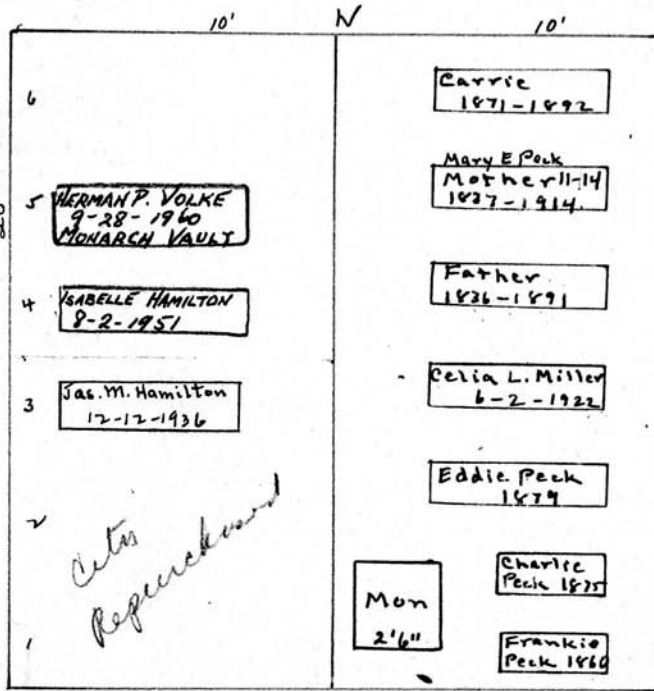 10' N 10'
6
5
HERMAN P. VOLKE
9-28-1960
MONARCH VAULT
4
ISABELLE HAMILTON
8-2-1951
3
Jas. M. Hamilton
12-12-1936
2
Repurchased
1
Carrie
1871-1892
Mary E Peck
Mother 11-14
1837-1914.
Father
1836-1891
Celia L. Miller
6-2-1922
Eddie Peck
1879
Charlie
Peck 1875
Mon
2'6"
Frankie
Peck 1860